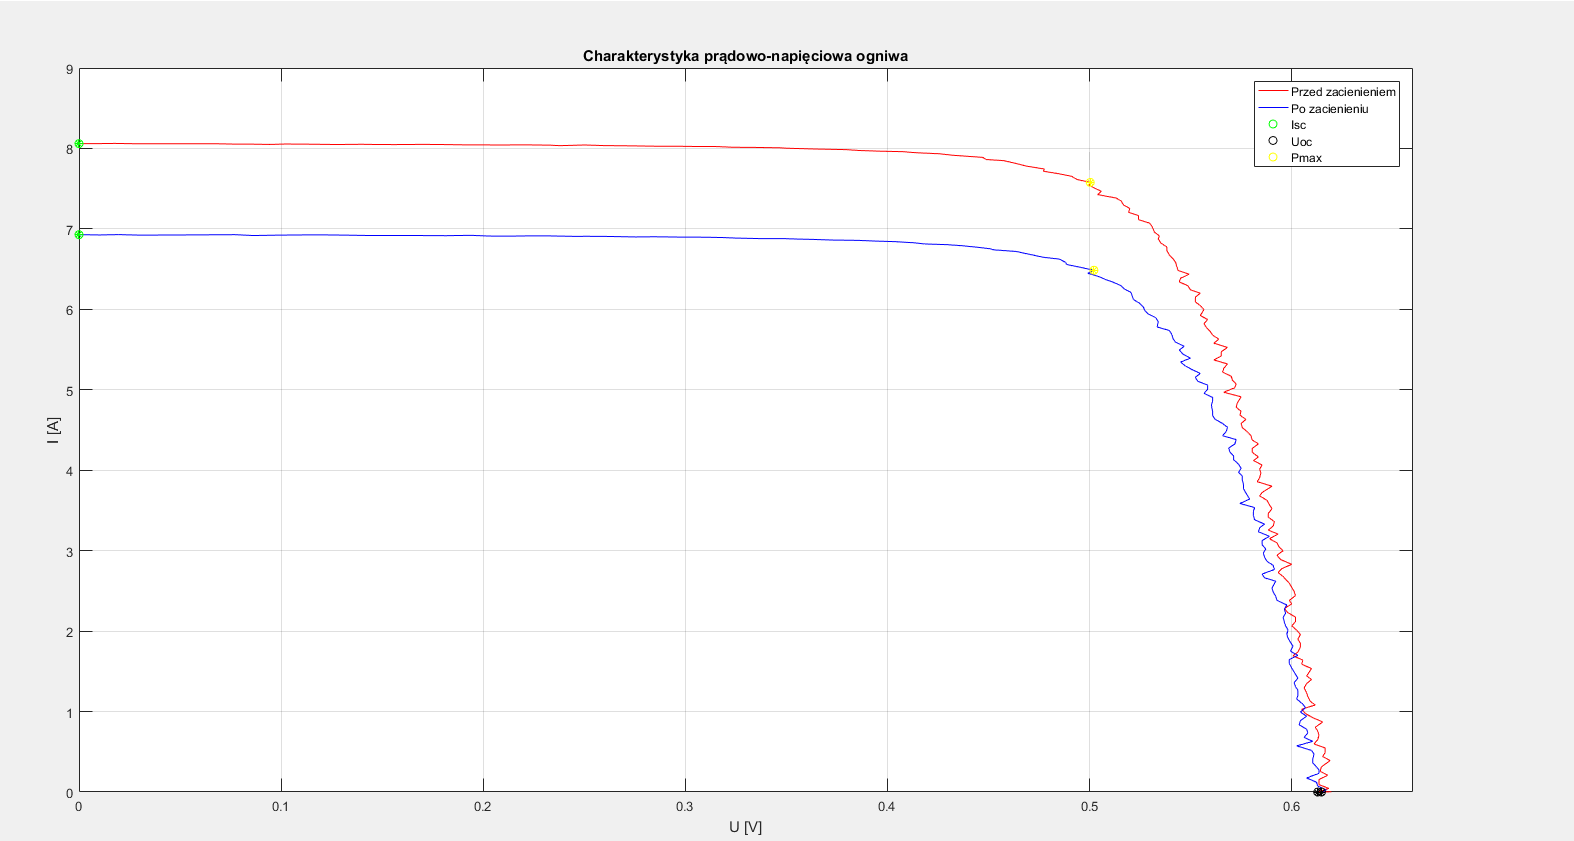 Charakterystyka prądowo-napięciowa ogniwa
9
8
7
6
5
4
3
2
1
0
I [A]
0
0.1
0.2
0.3
0.4
0.5
0.6
U [V]
Przed zacienieniem
Po zacienieniu
Isc
Uoc
Pmax